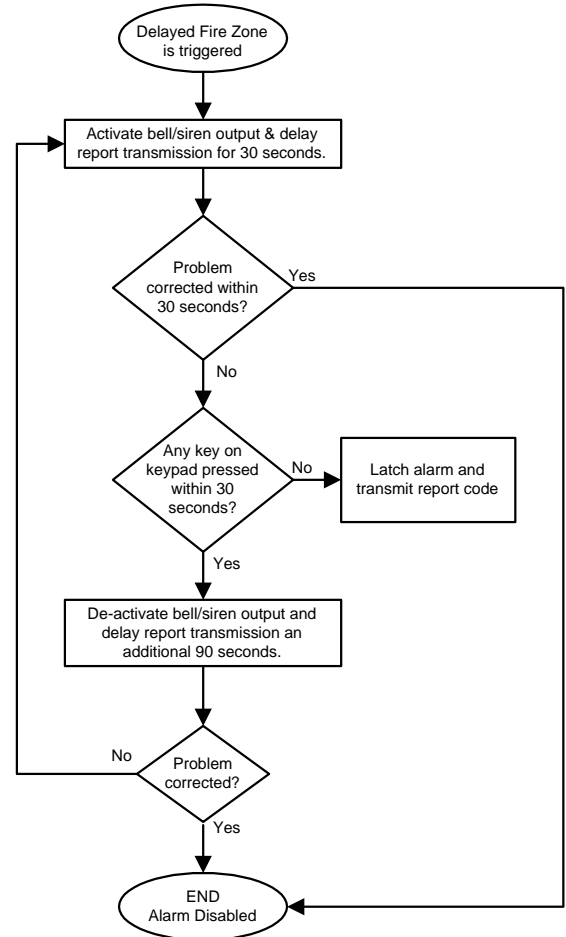 Delayed Fire Zone
is triggered
Activate bell/siren output & delay
report transmission for 30 seconds.
Problem
corrected within
30 seconds?
Yes
No
Any key on
keypad pressed
within 30
seconds?
No
Latch alarm and
transmit report code
Yes
De-activate bell/siren output and
delay report transmission an
additional 90 seconds.
No
Problem
corrected?
Yes
END
Alarm Disabled